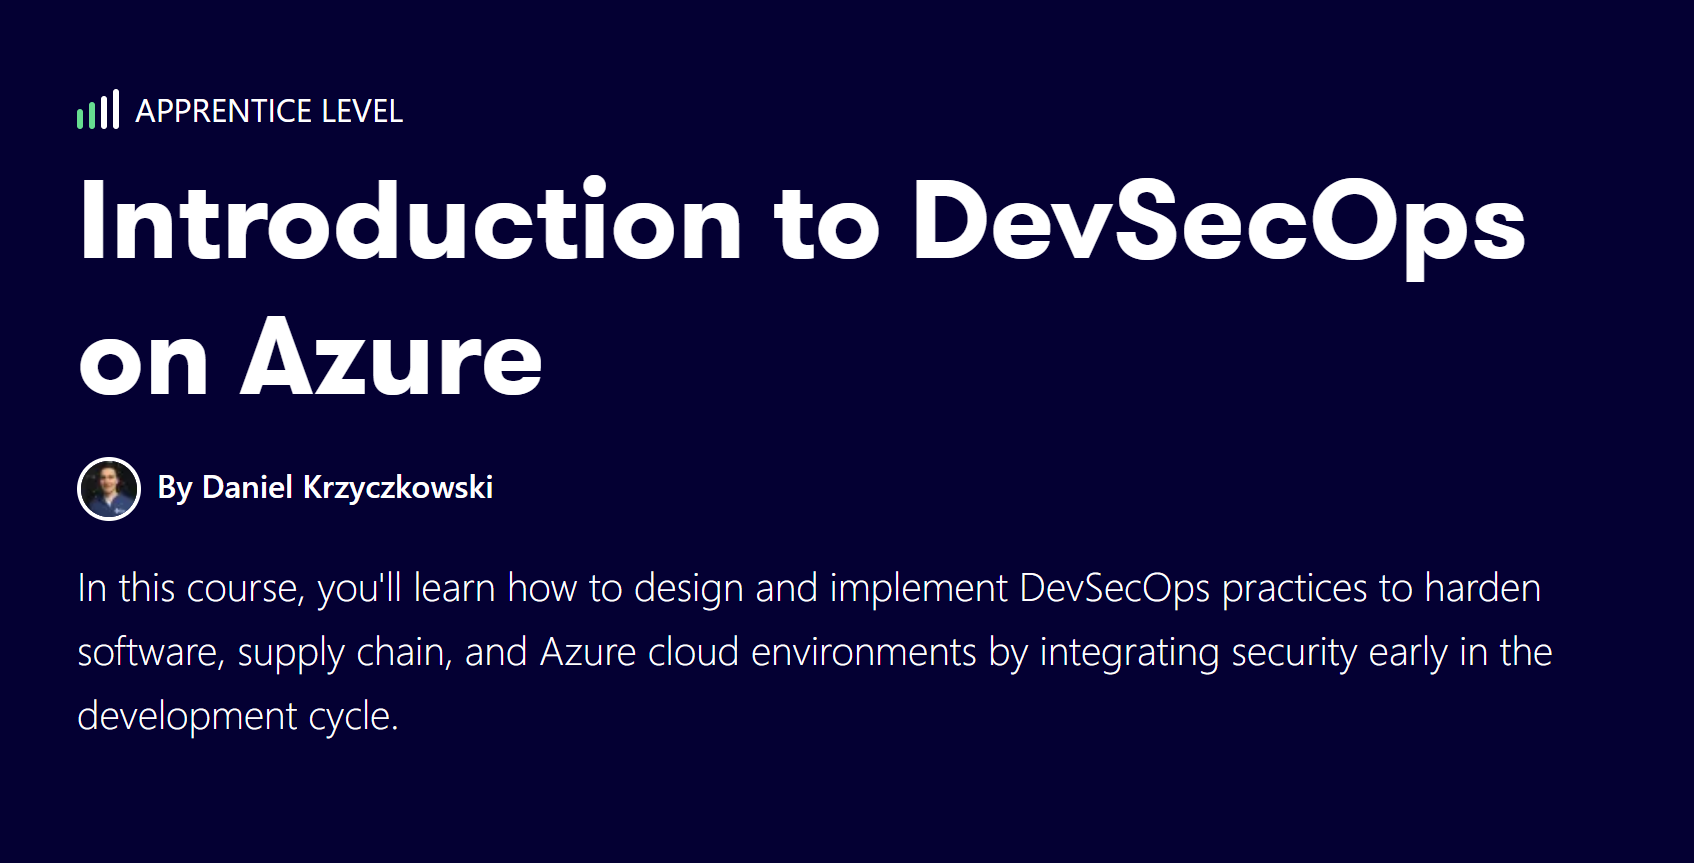 APPRENTICE LEVEL
Introduction to DevSecOps
on Azure
By Daniel Krzyczkowski
In this course, you'll learn how to design and implement DevSecOps practices to harden
software, supply chain, and Azure cloud environments by integrating security early in the
development cycle.